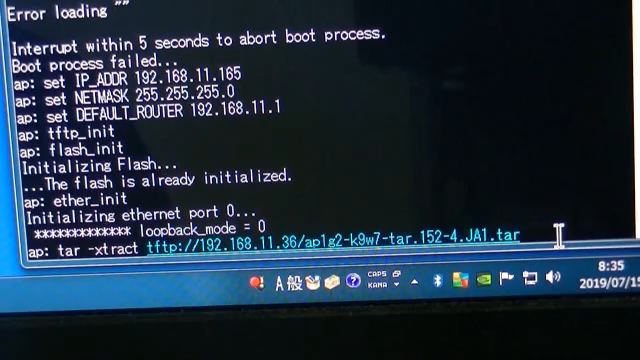 Error loading ""
Interrupt within 5 seconds to abort boot process.
Boot process failed...
ap: set IP_ADDR 192.168.11.165
ap: set NETMASK 255.255.255.0
ap: set DEFAULT_ROUTER 192.168.11.1
ap: tftp_init
ap: flash_init
Initializing Flash...
...The flash is already initialized.
ap: ether_init
Initializing ethernet port 0...
************* loopback_mode = 0
ap: tar -xtract tftp://192.168.11.36/ap1g2-k9w7-tar.152-4.JA1.tar
A 般 CAPS
KANA
8:35
2019/07/15